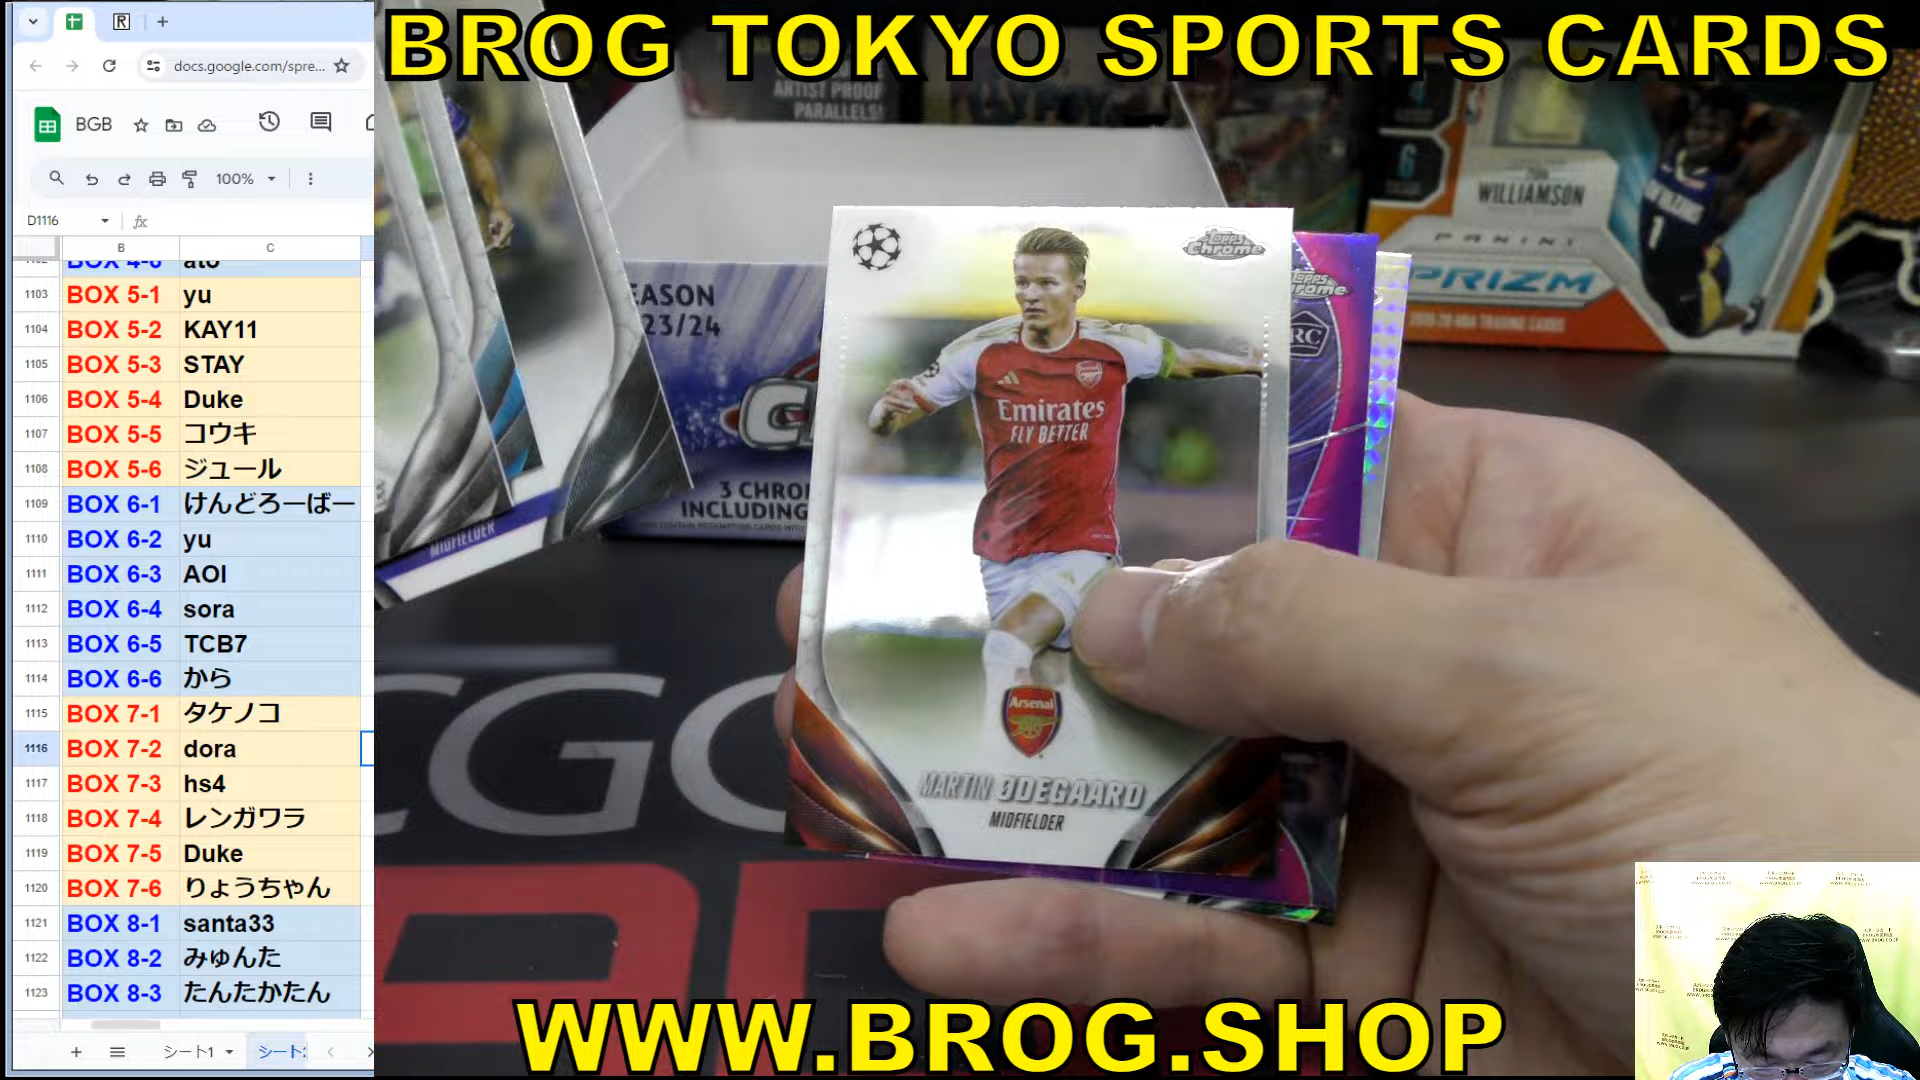 BROG TOKYO SPORTS CARDS
docs.google.com/spre...
BGB
100%
D1116
fx
B C
1103 BOX 5-1 yu
1104 BOX 5-2 KAY11
1105 BOX 5-3 STAY
1106 BOX 5-4 Duke
1107 BOX 5-5 コウキ
1108 BOX 5-6 ジュール
1109 BOX 6-1 けんどろーばー
1110 BOX 6-2 yu
1111 BOX 6-3 AOI
1112 BOX 6-4 sora
1113 BOX 6-5 TCB7
1114 BOX 6-6 から
1115 BOX 7-1 タケノコ
1116 BOX 7-2 dora
1117 BOX 7-3 hs4
1118 BOX 7-4 レンガワラ
1119 BOX 7-5 Duke
1120 BOX 7-6 りょうちゃん
1121 BOX 8-1 santa33
1122 BOX 8-2 みゅんた
1123 BOX 8-3 たんたかたん
シート1
ARTIST PROOF
PARALLELS!
WILLIAMSON
PANINI
PRIZM
EASON
23/24
3 CHRO
INCLUDING
MIDFIELDER
Topps
Chrome
RC
Emirates
FLY BETTER
Arsenal
MARTIN ØDEGAARD
MIDFIELDER
WWW.BROG.SHOP